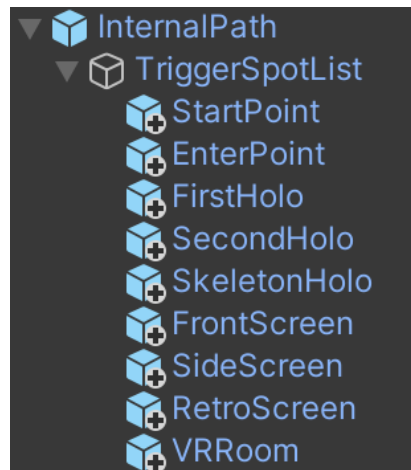 InternalPath
TriggerSpotList
StartPoint
EnterPoint
FirstHolo
SecondHolo
SkeletonHolo
FrontScreen
SideScreen
RetroScreen
VRRoom